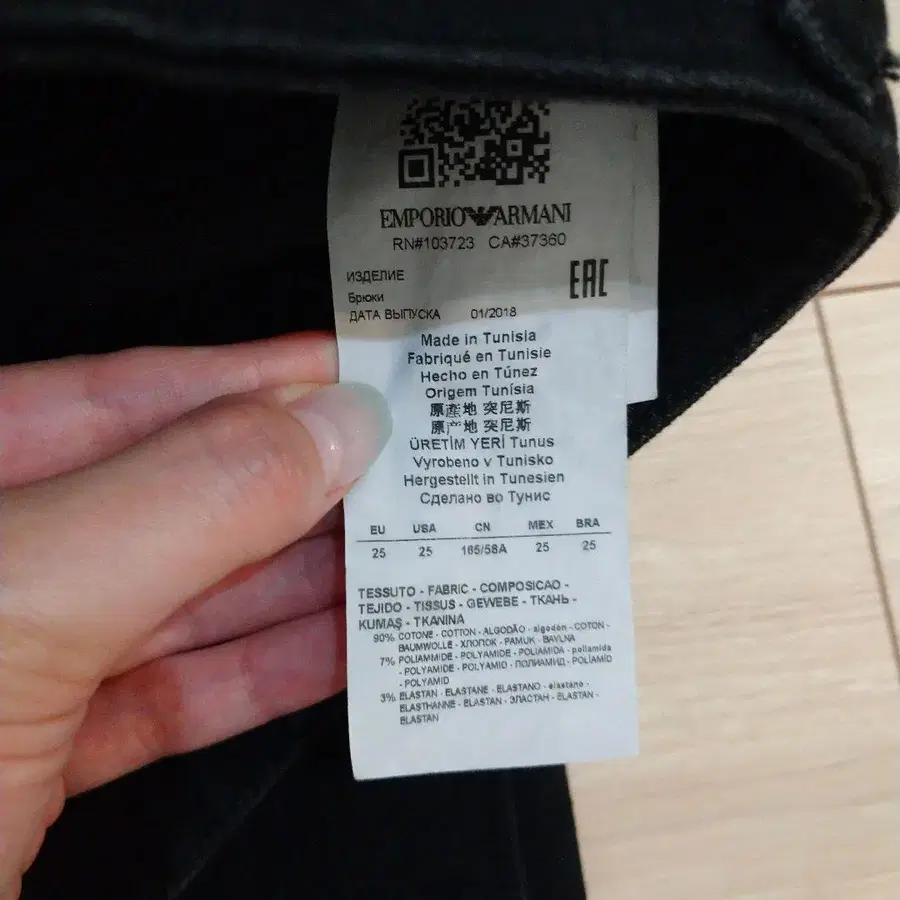 EMPORIO ARMANI
RN#103723 CA#37360
ИЗДЕЛИЕ
EAC
Брюки
ДАТА ВЫПУСКА 01/2018
Made in Tunisia
Fabriqué en Tunisie
Hecho en Túnez
Origem Tunísia
原產地 突尼斯
原产地 突尼斯
ÜRETİM YERİ Tunus
Vyrobeno v Tunisko
Hergestellt in Tunesien
Сделано во Тунис
EU USA CN MEX BRA
25 25 165/58A 25 25
TESSUTO - FABRIC - COMPOSICAO -
TEJIDO - TISSUS - GEWEBE - ТКАНЬ -
KUMAŞ - TKANINA
90% COTONE - COTTON - ALGODÃO - algodón - COTON -
BAUMWOLLE - ХЛОПОК - PAMUK - BAVLNA
7% POLIAMMIDE - POLYAMIDE - POLIAMIDA - poliamida
- POLYAMIDE - POLYAMID - ПОЛИАМИД - POLİAMİD
- POLYAMID
3% ELASTAN - ELASTANE - ELASTANO - elastano -
ELASTHANNE - ELASTAN - ЭЛАСТАН - ELASTAN -
ELASTAN